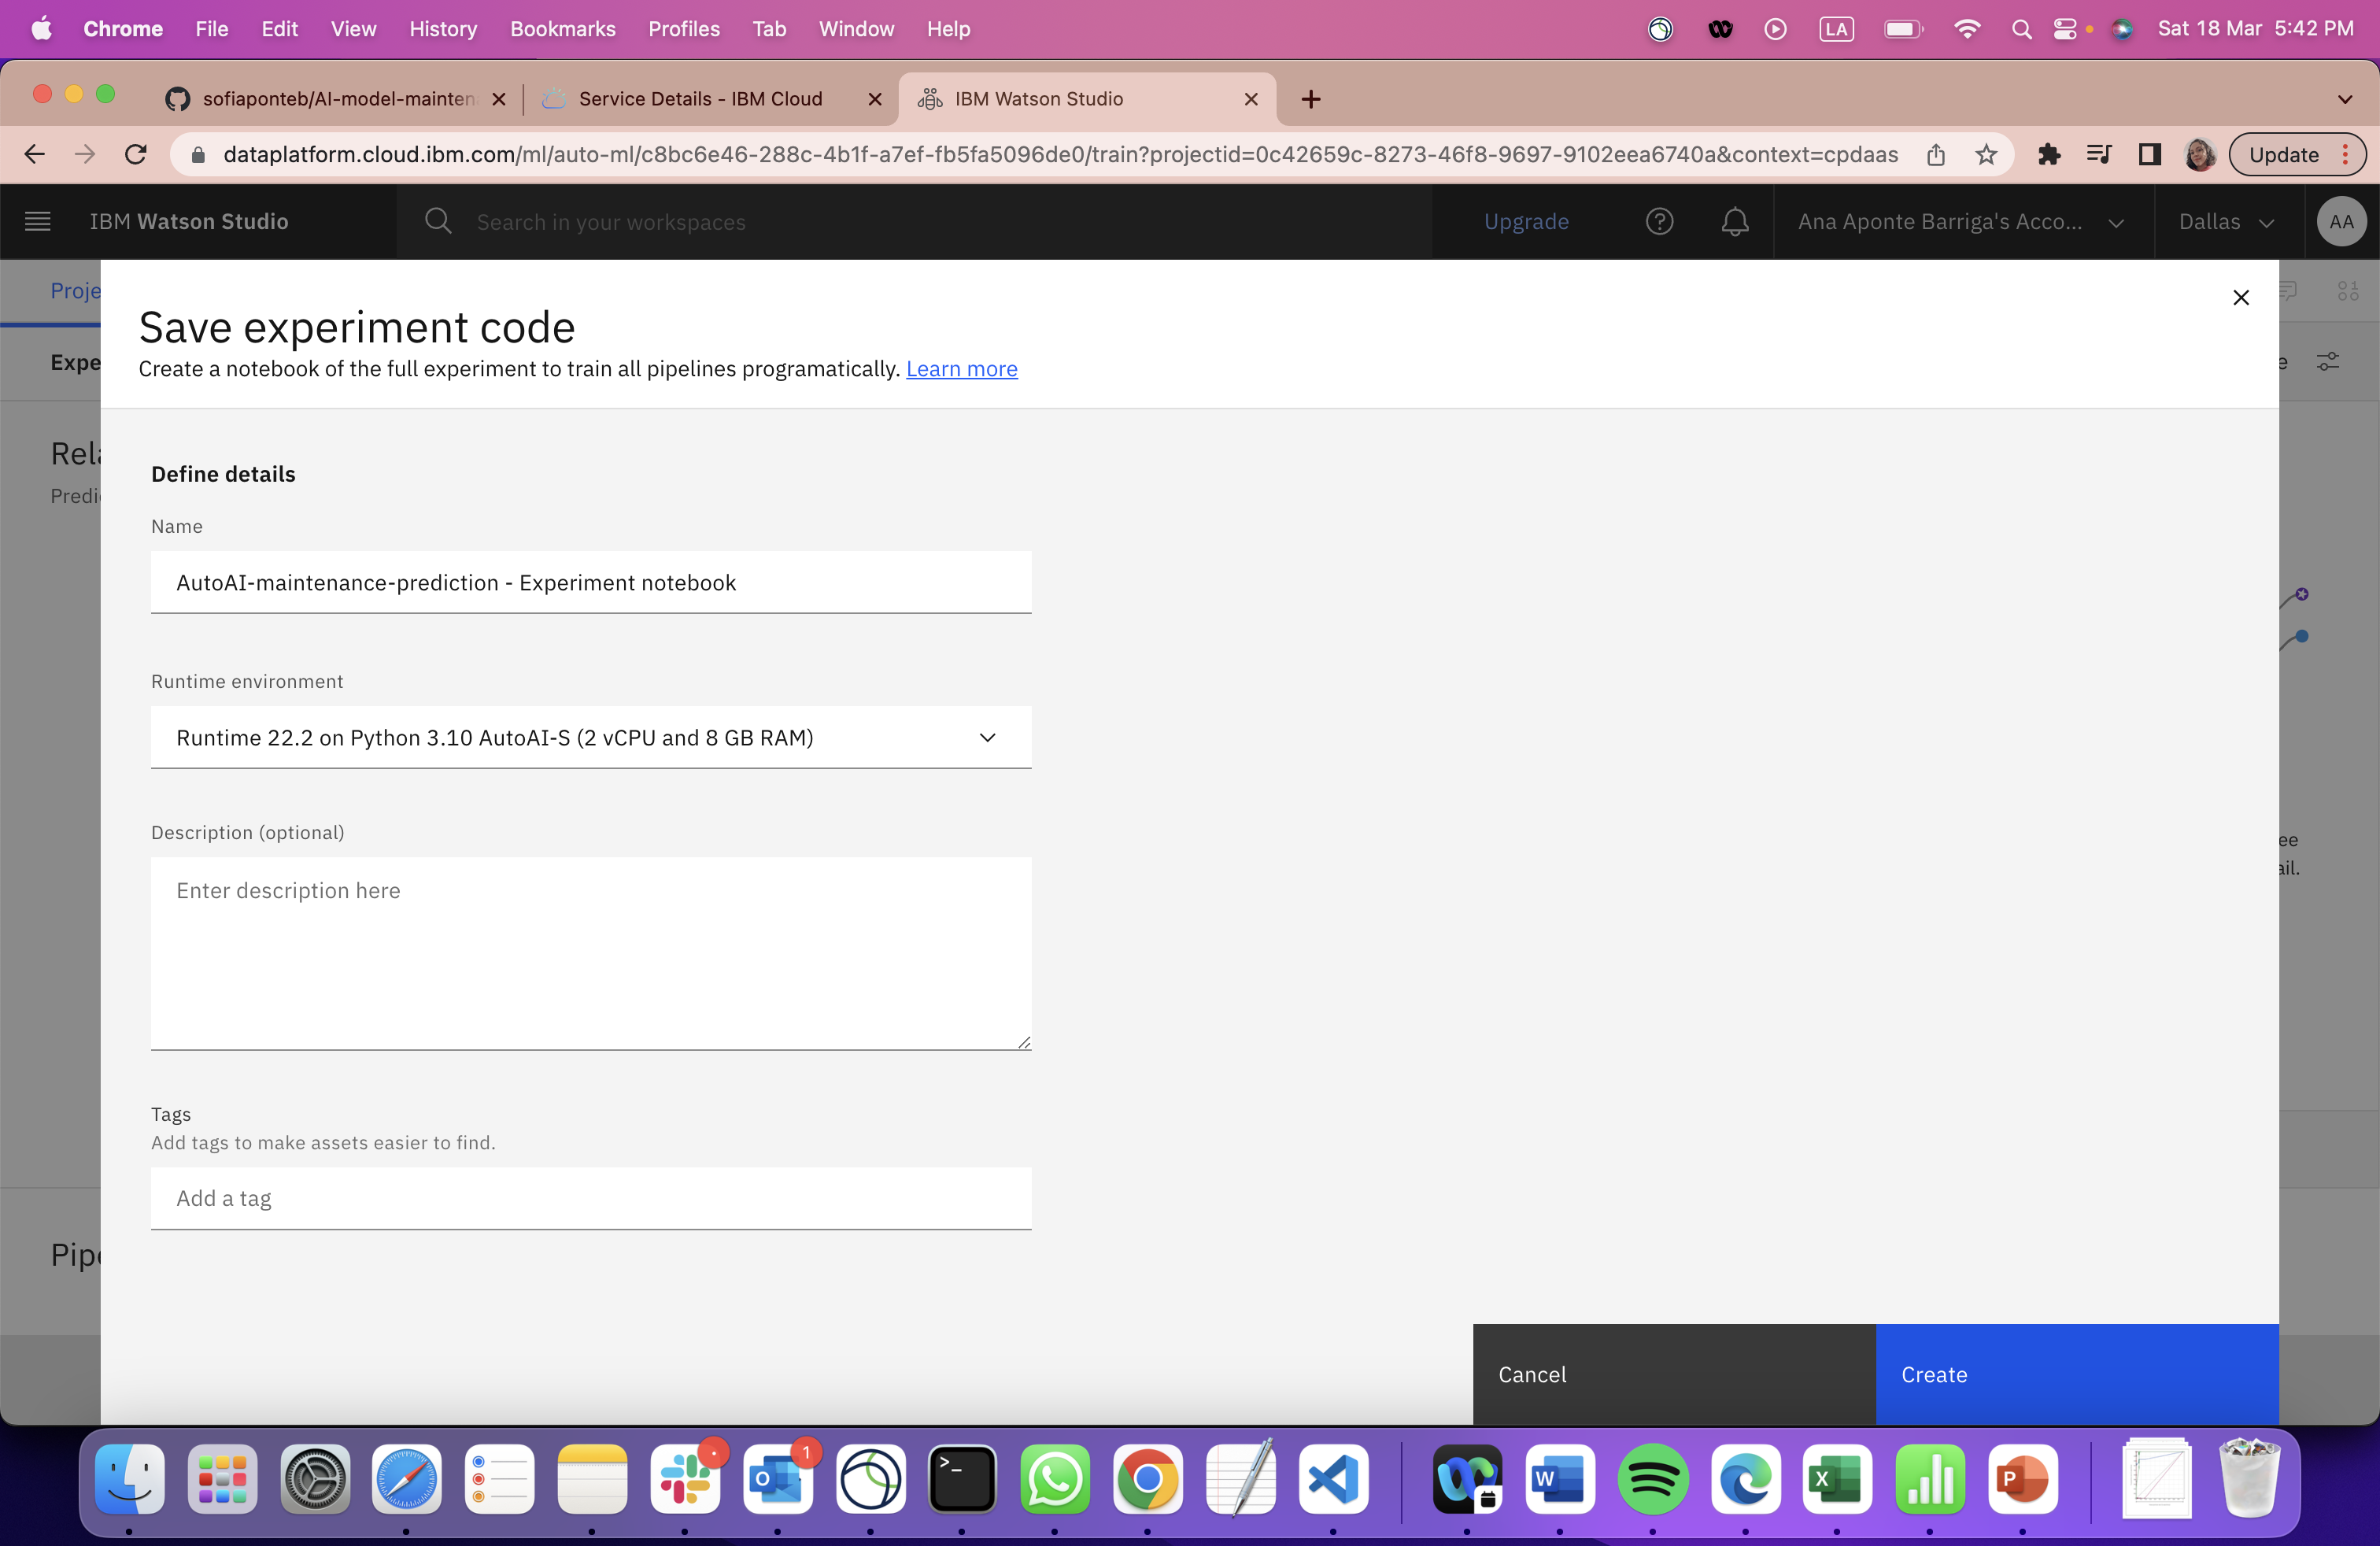 Chrome File Edit View History Bookmarks Profiles Tab Window Help LA Sat 18 Mar 5:42 PM
sofiaponteb/AI-model-mainten Service Details - IBM Cloud IBM Watson Studio
dataplatform.cloud.ibm.com/ml/auto-ml/c8bc6e46-288c-4b1f-a7ef-fb5fa5096de0/train?projectid=0c42659c-8273-46f8-9697-9102eea6740a&context=cpdaas Update
IBM Watson Studio Search in your workspaces Upgrade Ana Aponte Barriga's Acco... Dallas AA
Proje
Save experiment code
Create a notebook of the full experiment to train all pipelines programatically. Learn more
Expe e
Rela
Predi
Define details
Name
AutoAI-maintenance-prediction - Experiment notebook
Runtime environment
Runtime 22.2 on Python 3.10 AutoAI-S (2 vCPU and 8 GB RAM)
Description (optional)
ee
ail.
Enter description here
Tags
Add tags to make assets easier to find.
Add a tag
Pipe
Cancel Create
1